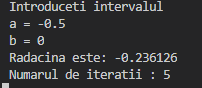 Introduceti intervalul
a = -0.5
b = 0
Radacina este: -0.236126
Numarul de iteratii : 5